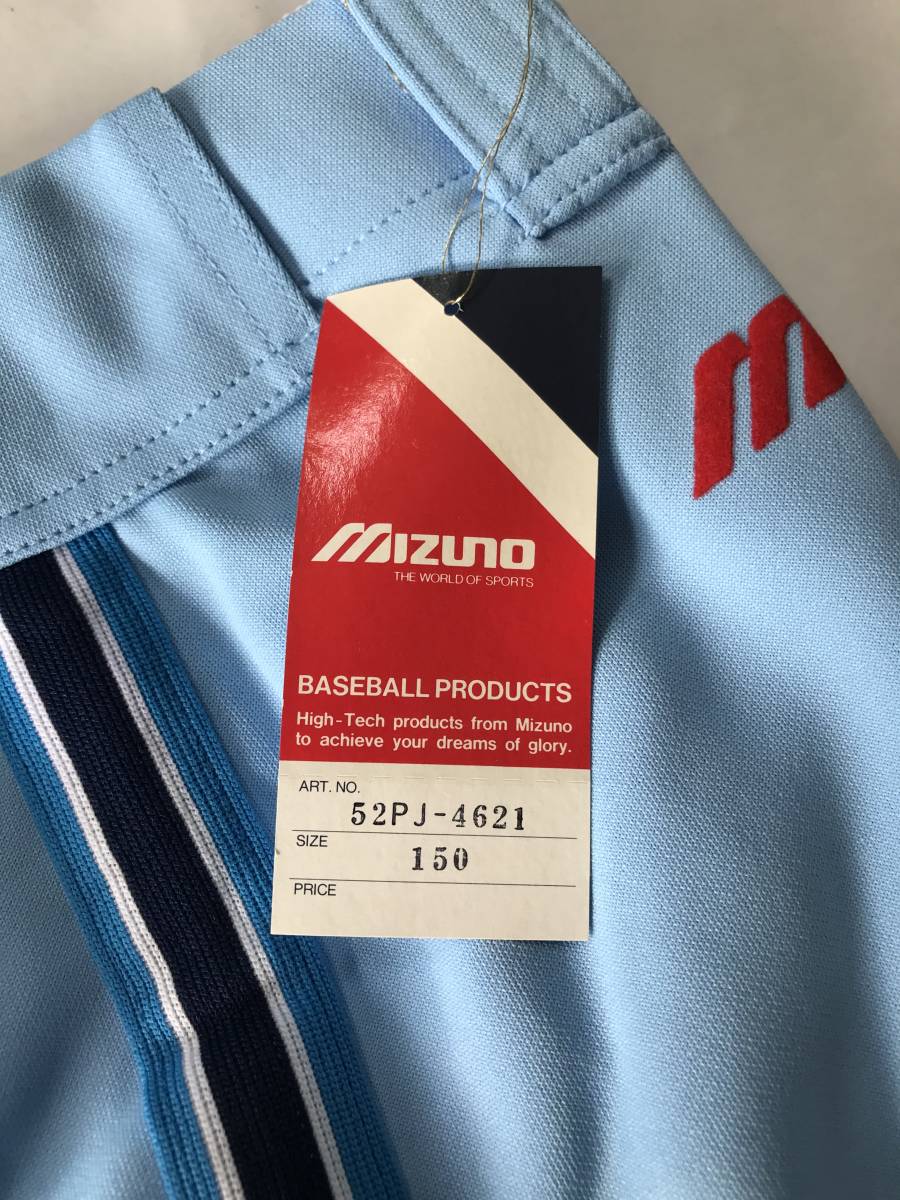 MIZUNO
THE WORLD OF SPORTS
BASEBALL PRODUCTS
High-Tech products from Mizuno
to achieve your dreams of glory.
ART. NO.
52PJ-4621
SIZE
150
PRICE